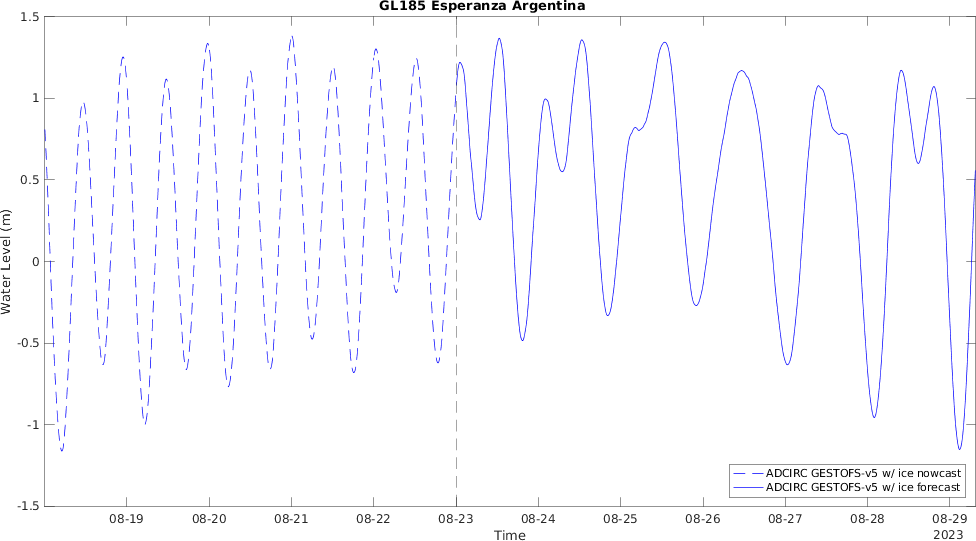 GL185 Esperanza Argentina
1.5
1
0.5
0
-0.5
-1
-1.5
Water Level (m)
ADCIRC GESTOFS-v5 w/ ice nowcast
ADCIRC GESTOFS-v5 w/ ice forecast
08-19 08-20 08-21 08-22 08-23 08-24 08-25 08-26 08-27 08-28 08-29
2023
Time